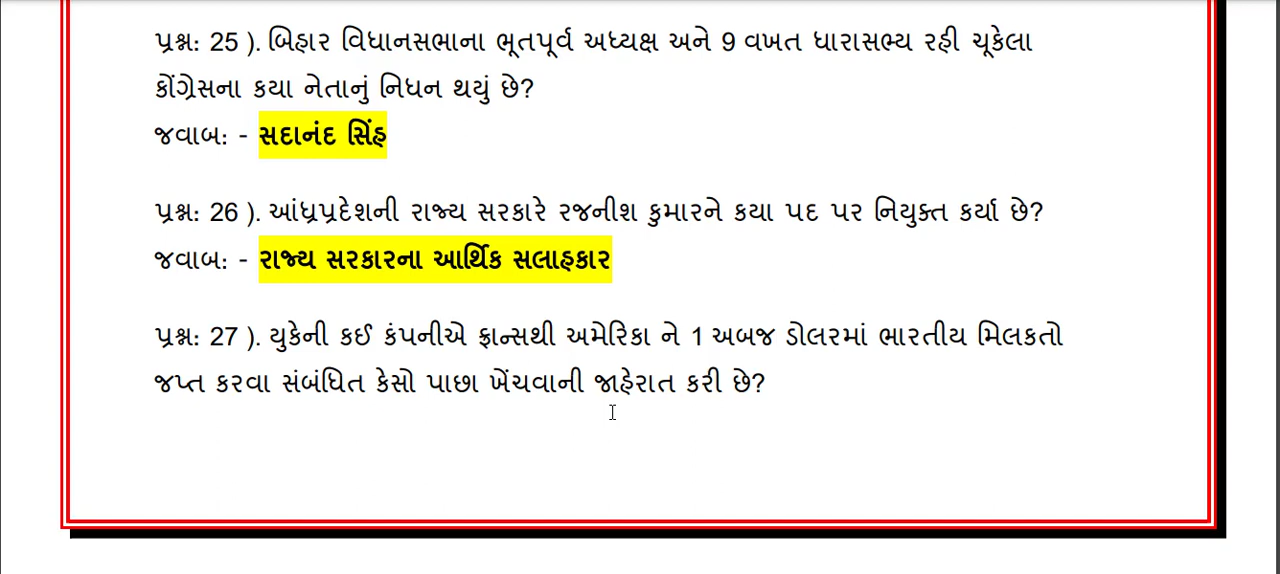 પ્રશ્ન: 25 ). બિહાર વિધાનસભાના ભૂતપૂર્વ અધ્યક્ષ અને 9 વખત ધારાસભ્ય રહી ચૂકેલા
કોંગ્રેસના કયા નેતાનું નિધન થયું છે?
જવાબ: - સદાનંદ સિંહ
પ્રશ્ન: 26 ). આંધ્રપ્રદેશની રાજ્ય સરકારે રજનીશ કુમારને કયા પદ પર નિયુક્ત કર્યા છે?
જવાબ: - રાજ્ય સરકારના આર્થિક સલાહકાર
પ્રશ્ન: 27 ). યુકેની કઈ કંપનીએ ફ્રાન્સથી અમેરિકા ને 1 અબજ ડોલરમાં ભારતીય મિલકતો
જપ્ત કરવા સંબંધિત કેસો પાછા ખેંચવાની જાહેરાત કરી છે?